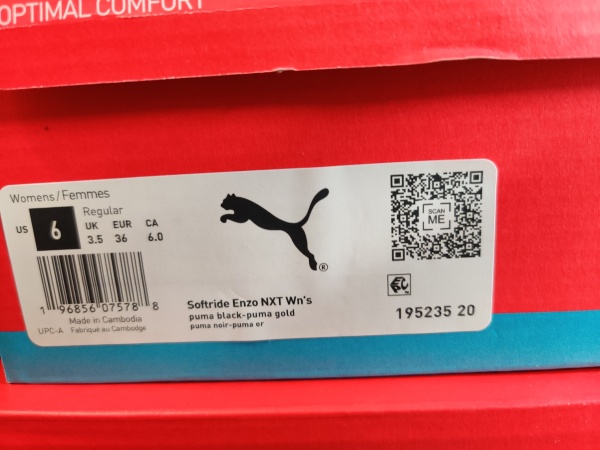 OPTIMAL COMFORT
Womens/Femmes
Regular
US 6 UK EUR CA
3.5 36 6.0
1 96856 07578 8
Made in Cambodia
UPC-A Fabriqué au Cambodge
Softride Enzo NXT Wn's
puma black-puma gold
puma noir-puma or
®
SCAN
ME
195235 20